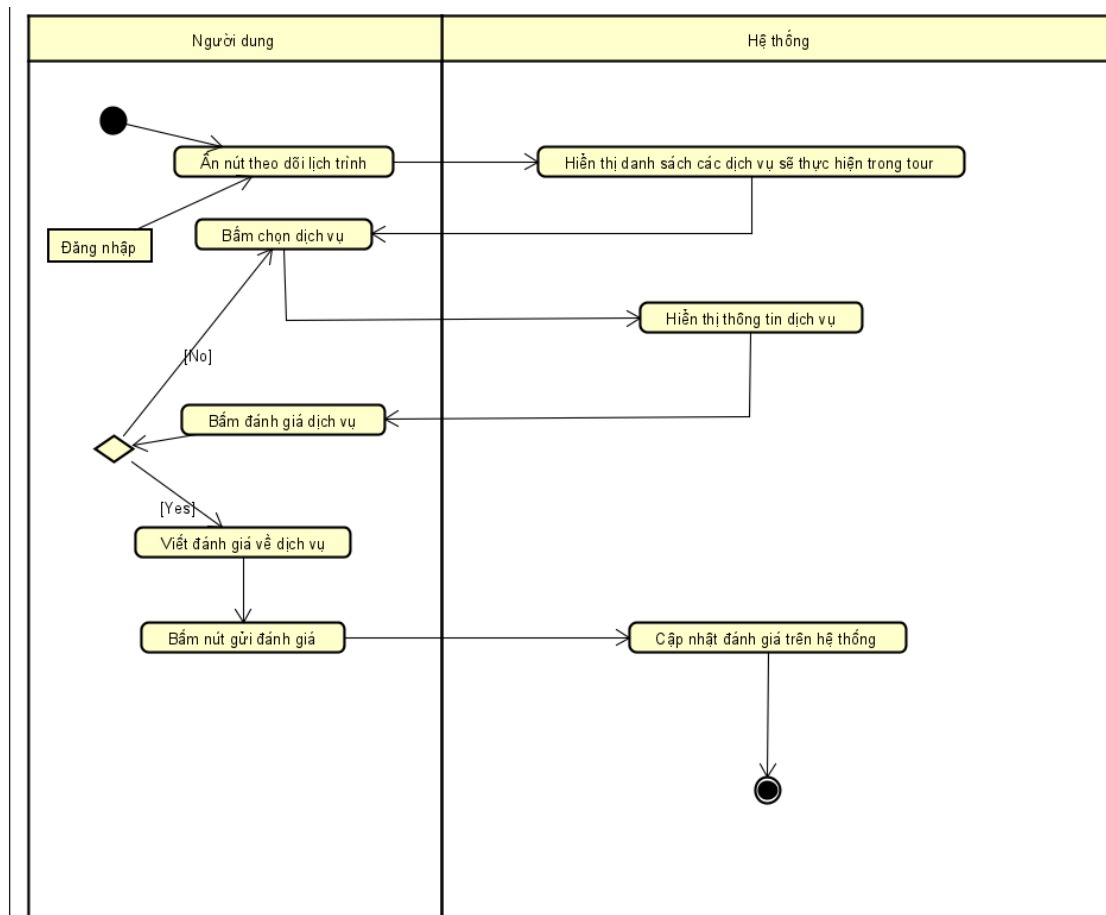 Người dung
Hệ thống
Ấn nút theo dõi lịch trình
Hiển thị danh sách các dịch vụ sẽ thực hiện trong tour
Đăng nhập
Bấm chọn dịch vụ
Hiển thị thông tin dịch vụ
[No]
Bấm đánh giá dịch vụ
[Yes]
Viết đánh giá về dịch vụ
Bấm nút gửi đánh giá
Cập nhật đánh giá trên hệ thống